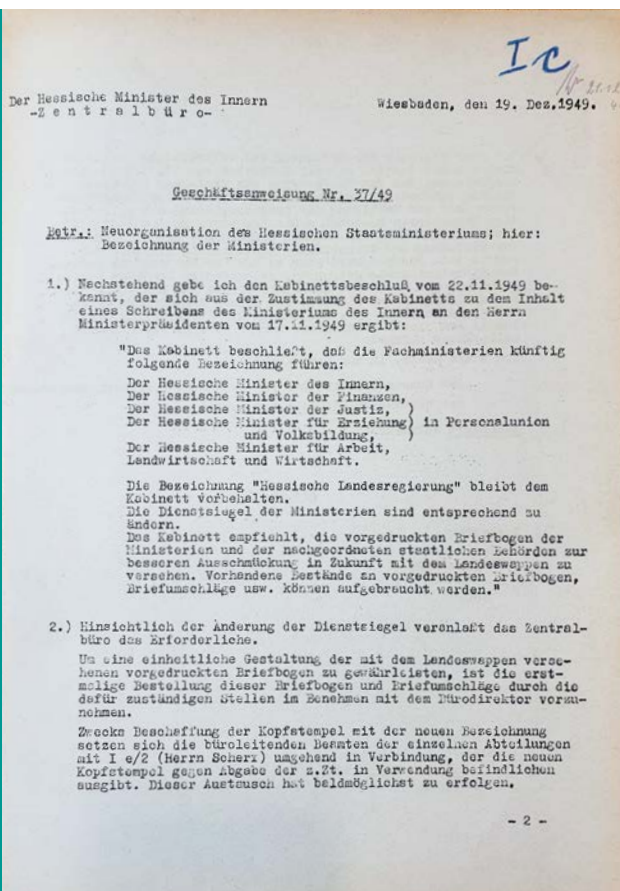 I c
Der Hessische Minister des Innern
-Zentralbüro-
Wiesbaden, den 19. Dez.1949.
Geschäftsanweisung Nr. 37/49
Betr.: Neuorganisation des Hessischen Staatsministeriums; hier:
Bezeichnung der Ministerien.
1.) Nachstehend gebe ich den Kabinettsbeschluß vom 22.11.1949 be-
kannt, der sich aus der Zustimmung des Kabinetts zu dem Inhalt
eines Schreibens des Ministeriums des Innern an den Herrn
Ministerpräsidenten vom 17.11.1949 ergibt:
"Das Kabinett beschließt, daß die Fachministerien künftig
folgende Bezeichnung führen:
Der Hessische Minister des Innern,
Der Hessische Minister der Finanzen,
Der Hessische Minister der Justiz, )
Der Hessische Minister für Erziehung) in Personalunion
und Volksbildung, )
Der Hessische Minister für Arbeit,
Landwirtschaft und Wirtschaft.
Die Bezeichnung "Hessische Landesregierung" bleibt dem
Kabinett vorbehalten.
Die Dienstsiegel der Ministerien sind entsprechend zu
ändern.
Das Kabinett empfiehlt, die vorgedruckten Briefbogen der
Ministerien und der nachgeordneten staatlichen Behörden zur
besseren Ausschmückung in Zukunft mit dem Landeswappen zu
versehen. Vorhandene Bestände an vorgedruckten Briefbogen,
Briefumschläge usw. können aufgebraucht werden."
2.) Hinsichtlich der Änderung der Dienstsiegel veranlaßt das Zentral-
büro das Erforderliche.
Um eine einheitliche Gestaltung der mit dem Landeswappen verse-
henen vorgedruckten Briefbogen zu gewährleisten, ist die erst-
malige Bestellung dieser Briefbogen und Briefumschläge durch die
dafür zuständigen Stellen im Benehmen mit dem Bürodirektor vorzu-
nehmen.
Zwecks Beschaffung der Kopfstempel mit der neuen Bezeichnung
setzen sich die büroleitenden Beamten der einzelnen Abteilungen
mit I e/2 (Herrn Scherz) umgehend in Verbindung, der die neuen
Kopfstempel gegen Abgabe der z.Zt. in Verwendung befindlichen
ausgibt. Dieser Austausch hat baldmöglichst zu erfolgen.
- 2 -